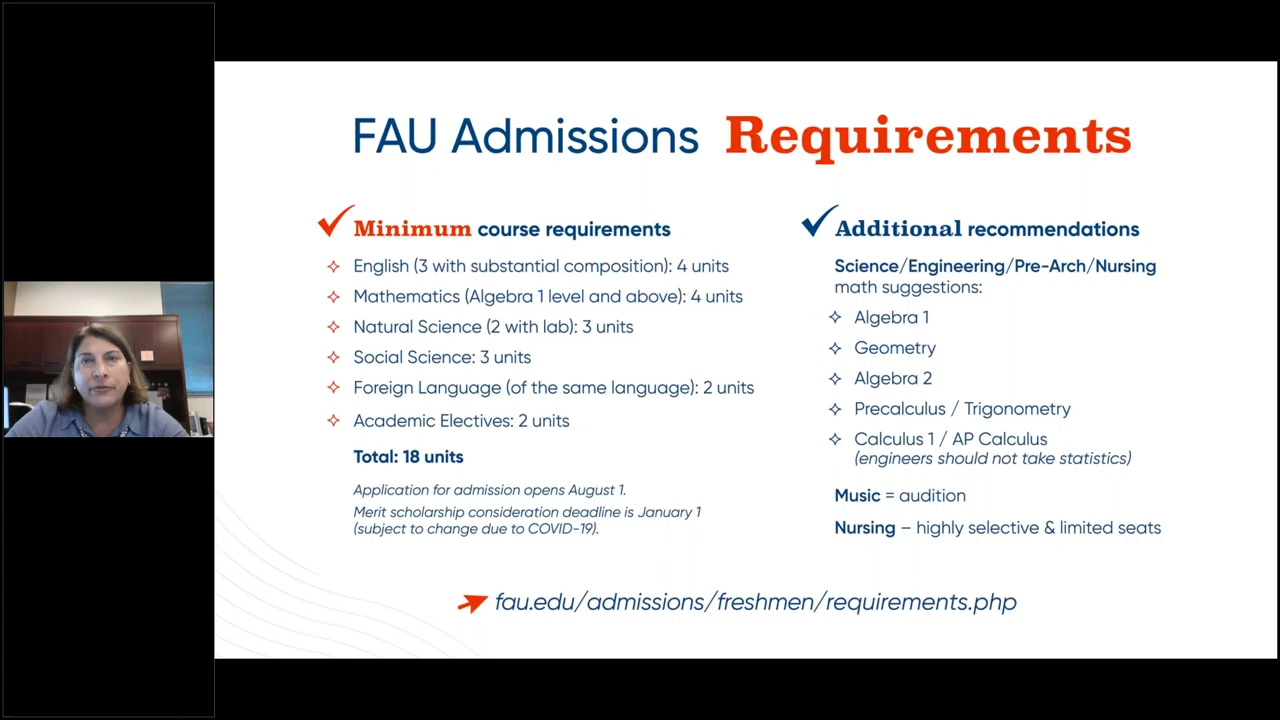 FAU Admissions Requirements
Minimum course requirements
English (3 with substantial composition): 4 units
Mathematics (Algebra 1 level and above): 4 units
Natural Science (2 with lab): 3 units
Social Science: 3 units
Foreign Language (of the same language): 2 units
Academic Electives: 2 units
Total: 18 units
Application for admission opens August 1.
Merit scholarship consideration deadline is January 1
(subject to change due to COVID-19).
Additional recommendations
Science/Engineering/Pre-Arch/Nursing
math suggestions:
Algebra 1
Geometry
Algebra 2
Precalculus / Trigonometry
Calculus 1 / AP Calculus
(engineers should not take statistics)
Music = audition
Nursing – highly selective & limited seats
fau.edu/admissions/freshmen/requirements.php